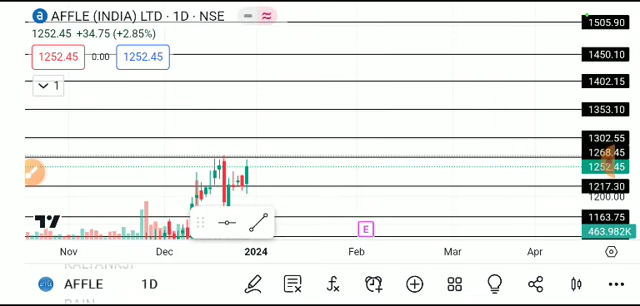 AFFLE (INDIA) LTD · 1D · NSE
1252.45 +34.75 (+2.85%)
1252.45 0.00 1252.45
1
1505.90
1450.10
1402.15
1353.10
1302.55
1268.45
1252.45
1200.00
1217.30
1163.75
463.982K
E
Nov Dec 2024 Feb Mar Apr
AFFLE 1D